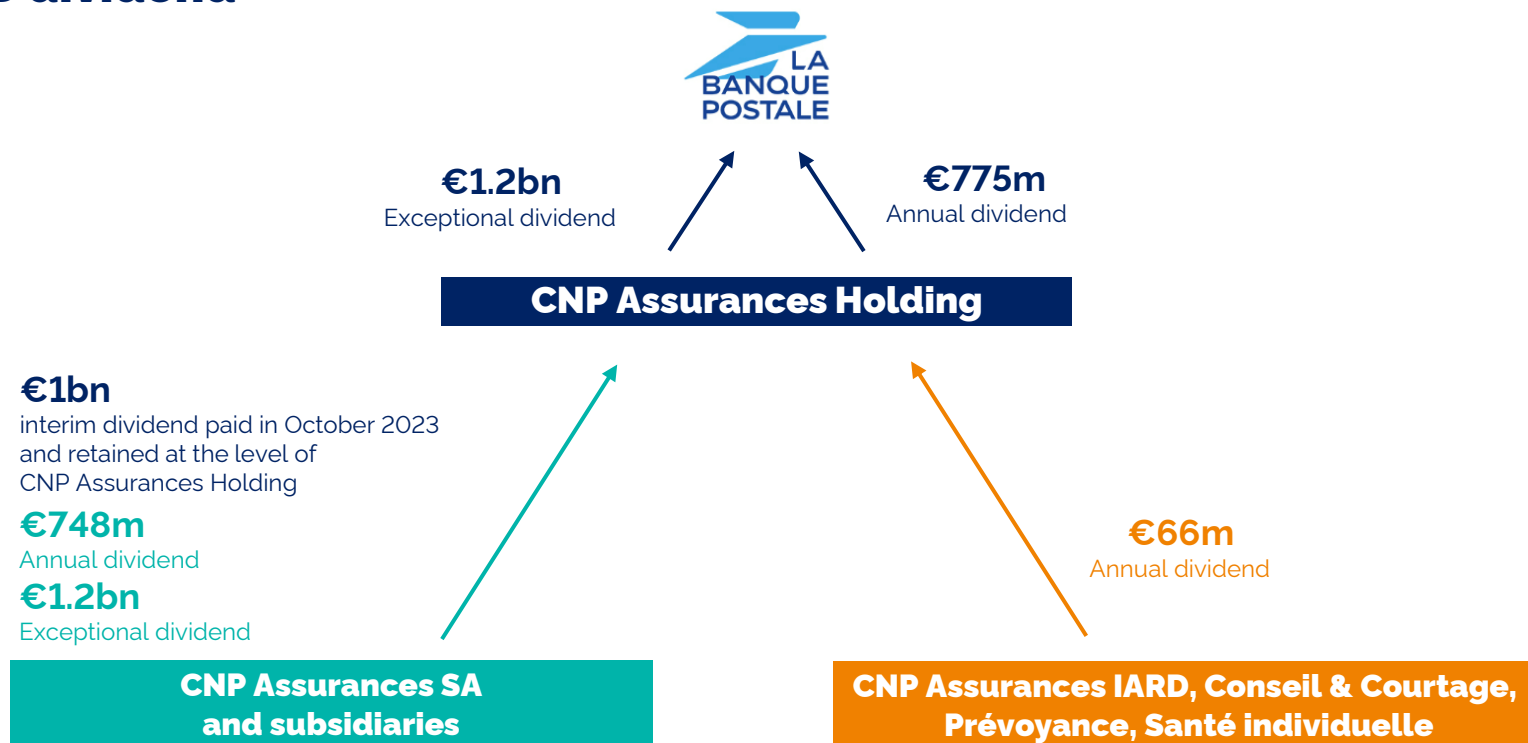 dividend
LA
BANQUE
POSTALE
€1.2bn
Exceptional dividend
€775m
Annual dividend
CNP Assurances Holding
€1bn
interim dividend paid in October 2023
and retained at the level of
CNP Assurances Holding
€748m
Annual dividend
€1.2bn
Exceptional dividend
€66m
Annual dividend
CNP Assurances SA
and subsidiaries
CNP Assurances IARD, Conseil & Courtage,
Prévoyance, Santé individuelle